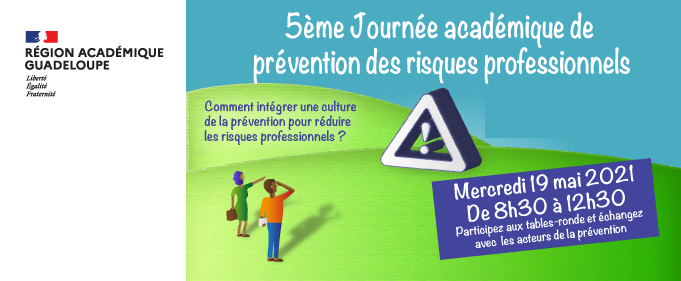 RÉGION ACADÉMIQUE
GUADELOUPE
Liberté
Égalité
Fraternité
5ème Journée académique de
prévention des risques professionnels
Comment intégrer une culture
de la prévention pour réduire
les risques professionnels ?
Mercredi 19 mai 2021
De 8h30 à 12h30
Participez aux tables-ronde et échangez
avec les acteurs de la prévention